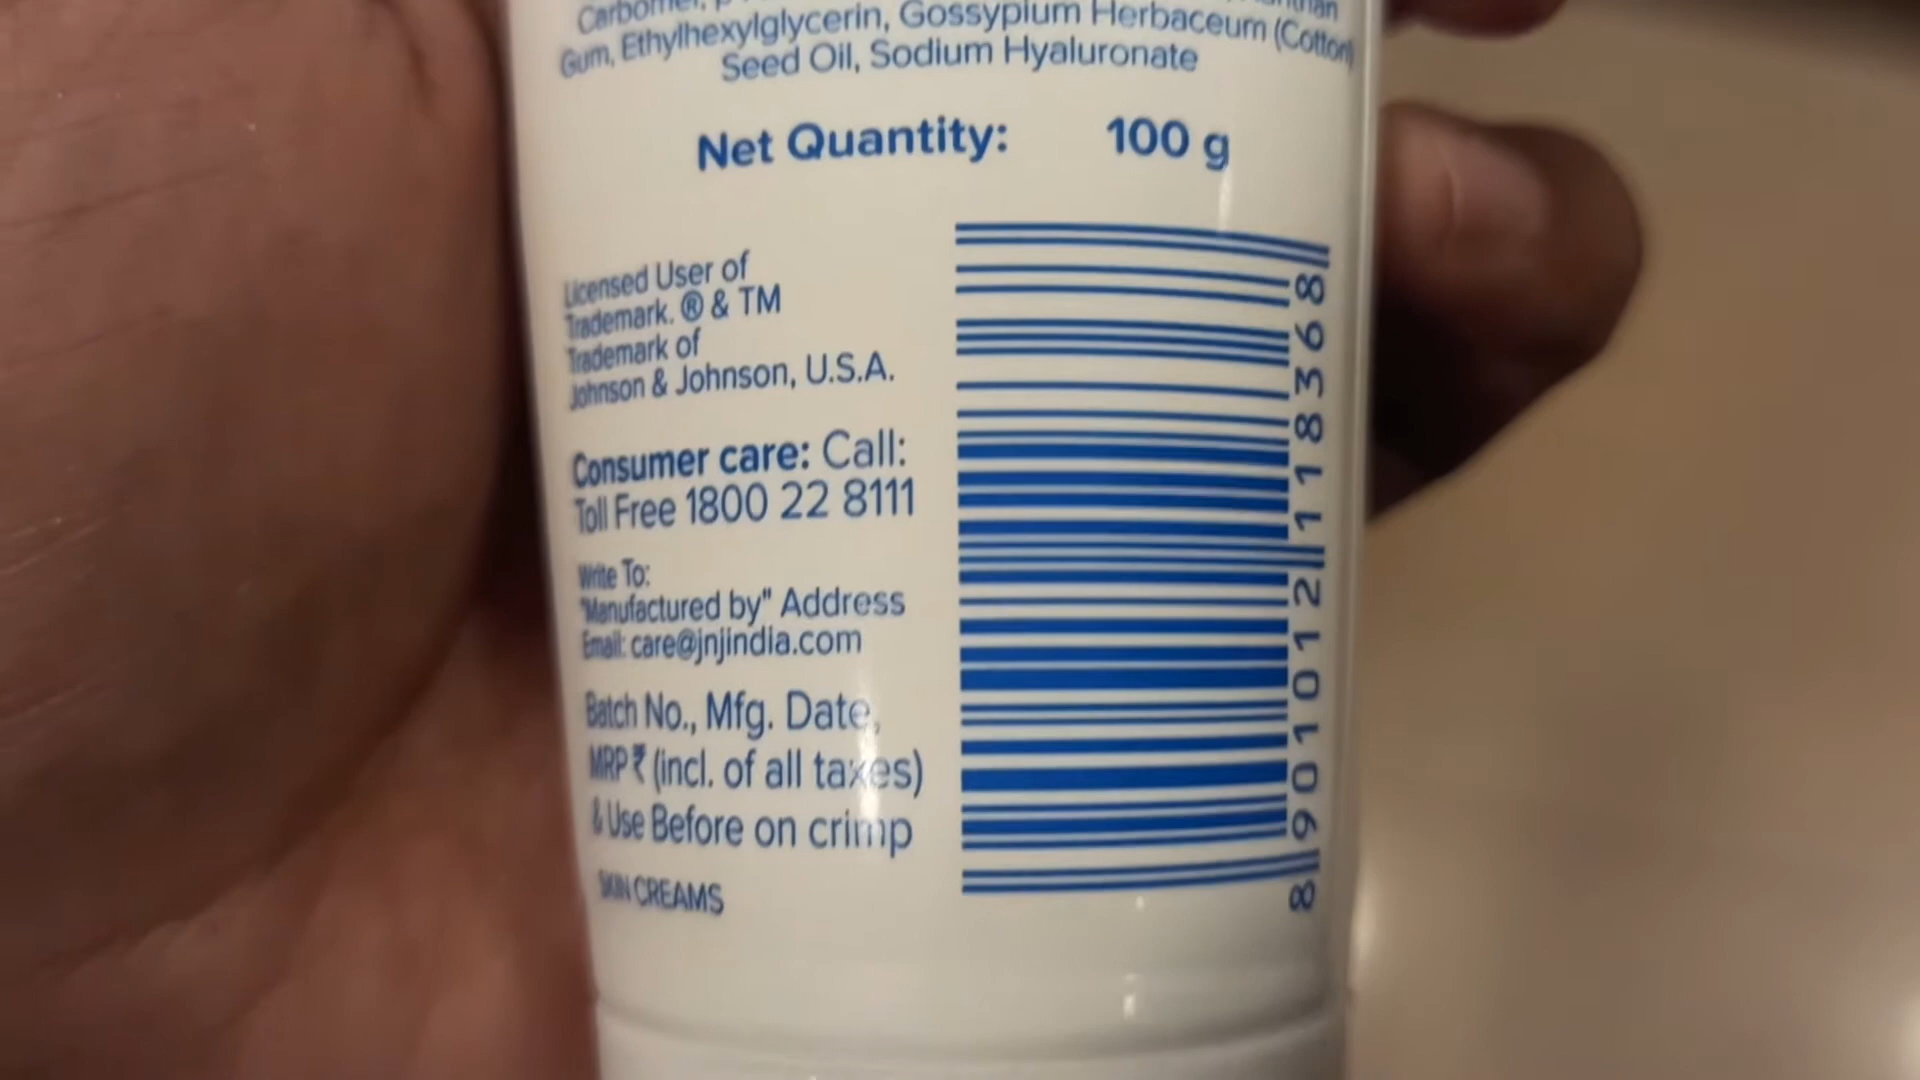 Carbomer,
Gum, Ethylhexylglycerin, Gossypium Herbaceum (Cotton)
Seed Oil, Sodium Hyaluronate
Net Quantity: 100 g
Licensed User of
Trademark. ® & TM
Trademark of
Johnson & Johnson, U.S.A.
Consumer care: Call:
Toll Free 1800 22 8111
Write To:
"Manufactured by" Address
Email: care@jnjindia.com
Batch No., Mfg. Date,
MRP ₹ (incl. of all taxes)
& Use Before on crimp
SKIN CREAMS
8 901012 118368